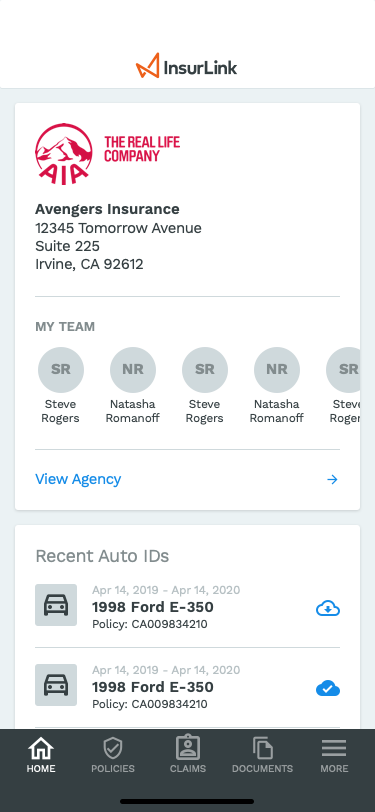 InsurLink
THE REAL LIFE
COMPANY
AIA
Avengers Insurance
12345 Tomorrow Avenue
Suite 225
Irvine, CA 92612
MY TEAM
SR NR SR NR SR
Steve Natasha Steve Natasha Steve
Rogers Romanoff Rogers Romanoff Roger
View Agency
Recent Auto IDs
Apr 14, 2019 - Apr 14, 2020
1998 Ford E-350
Policy: CA009834210
Apr 14, 2019 - Apr 14, 2020
1998 Ford E-350
Policy: CA009834210
HOME POLICIES CLAIMS DOCUMENTS MORE